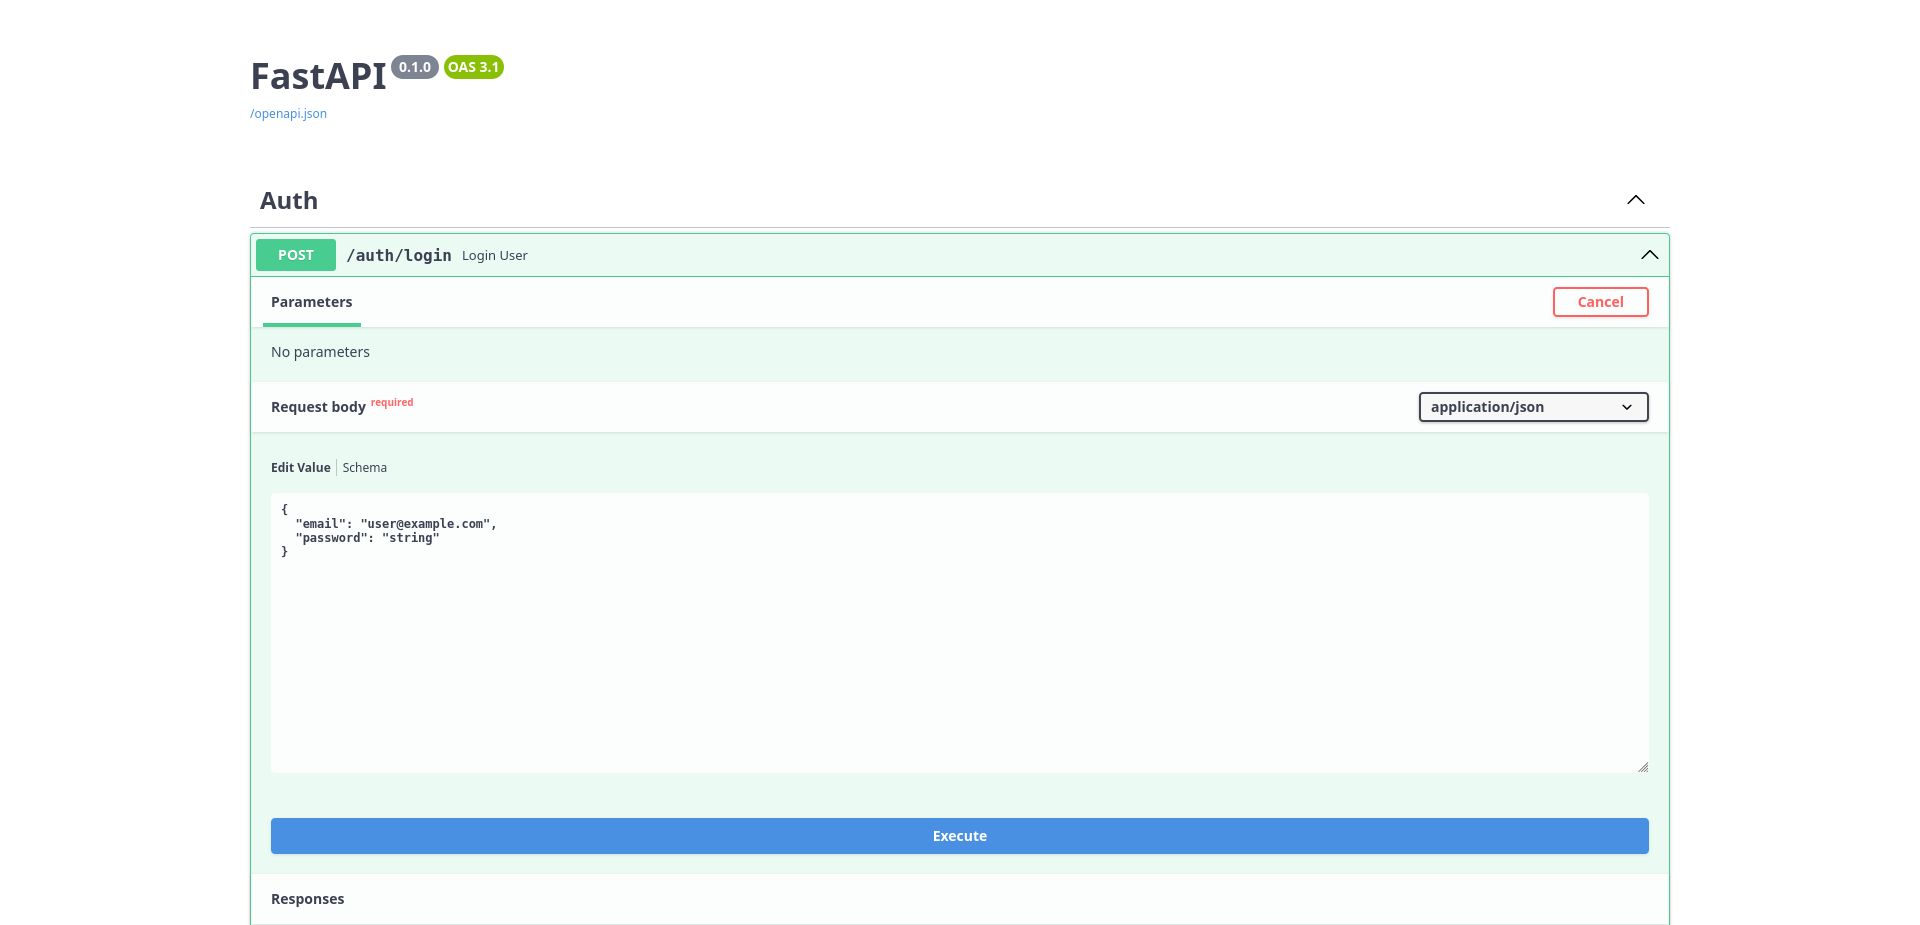 FastAPI 0.1.0 OAS 3.1
/openapi.json
Auth
POST /auth/login Login User
Parameters Cancel
No parameters
Request body required application/json
Edit Value Schema
{
  "email": "user@example.com",
  "password": "string"
}
Execute
Responses